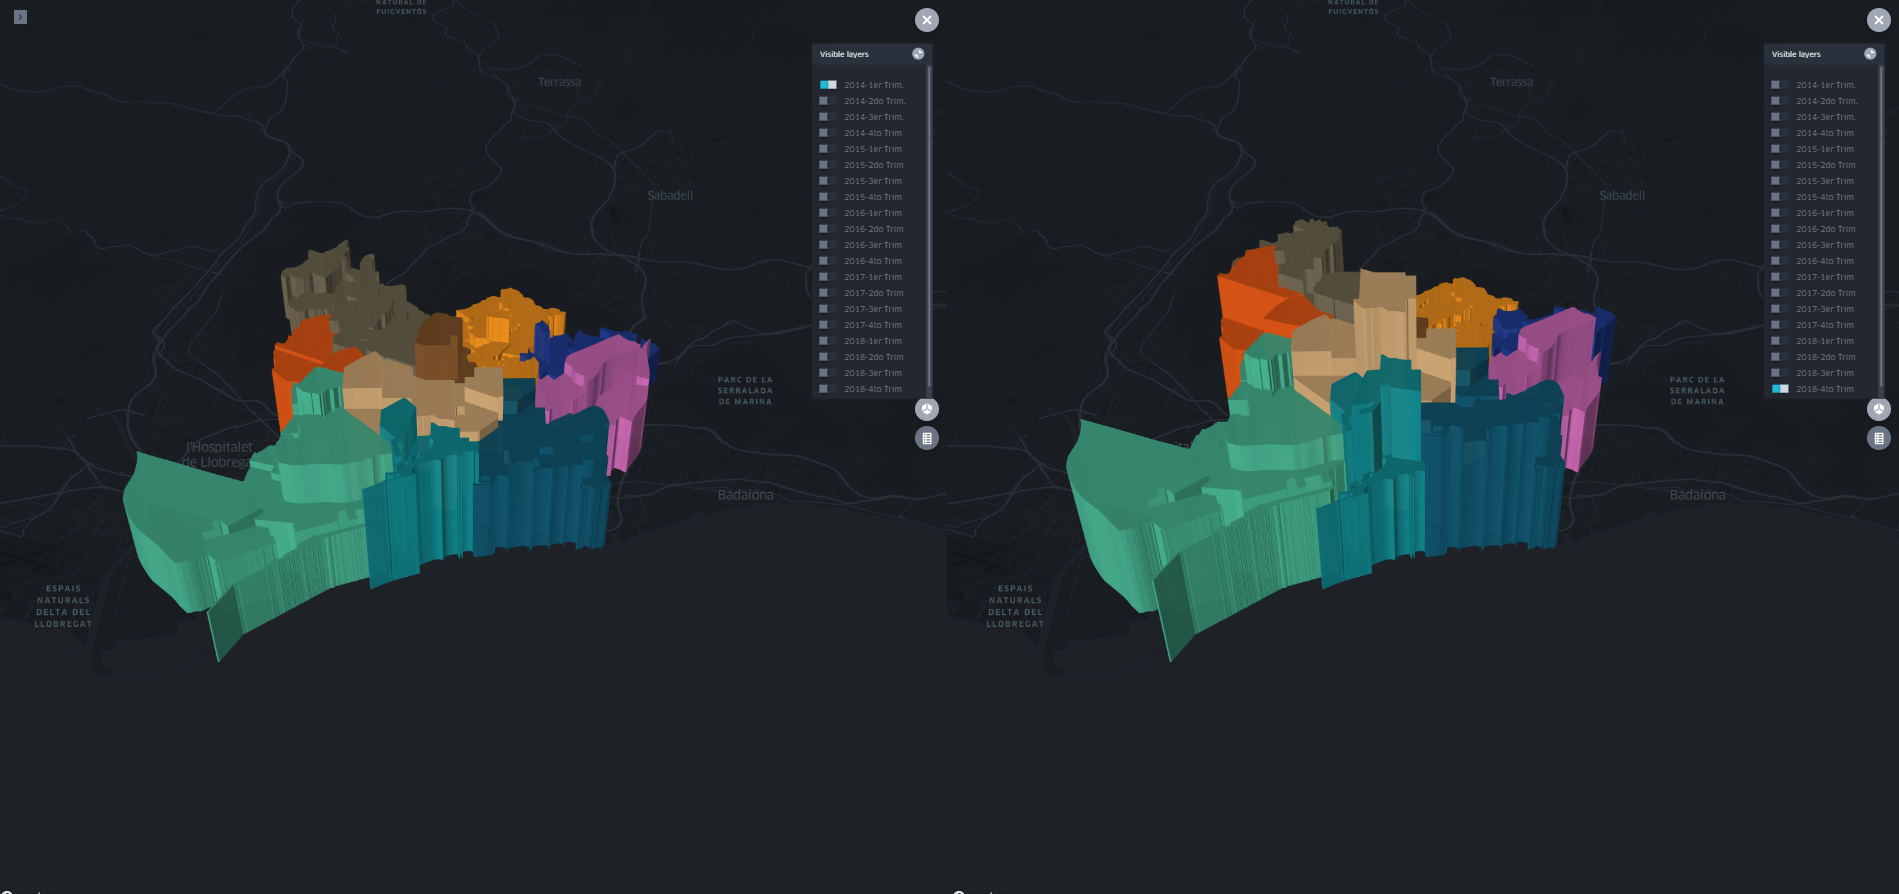 NATURAL DE
PUIGVENTÓS
Terrassa
Sabadell
PARC DE LA
SERRALADA
DE MARINA
l'Hospitalet
de Llobrega
Badalona
ESPAIS
NATURALS
DELTA DEL
LLOBREGAT
Visible layers
2014-1er Trim.
2014-2do Trim.
2014-3er Trim.
2014-4to Trim
2015-1er Trim
2015-2do Trim
2015-3er Trim
2015-4to Trim
2016-1er Trim
2016-2do Trim
2016-3er Trim
2016-4to Trim
2017-1er Trim
2017-2do Trim
2017-3er Trim
2017-4to Trim
2018-1er Trim
2018-2do Trim
2018-3er Trim
2018-4to Trim
NATURAL DE
PUIGVENTÓS
Terrassa
Sabadell
PARC DE LA
SERRALADA
DE MARINA
Badalona
ESPAIS
NATURALS
DELTA DEL
LLOBREGAT
Visible layers
2014-1er Trim.
2014-2do Trim.
2014-3er Trim.
2014-4to Trim
2015-1er Trim
2015-2do Trim
2015-3er Trim
2015-4to Trim
2016-1er Trim
2016-2do Trim
2016-3er Trim
2016-4to Trim
2017-1er Trim
2017-2do Trim
2017-3er Trim
2017-4to Trim
2018-1er Trim
2018-2do Trim
2018-3er Trim
2018-4to Trim